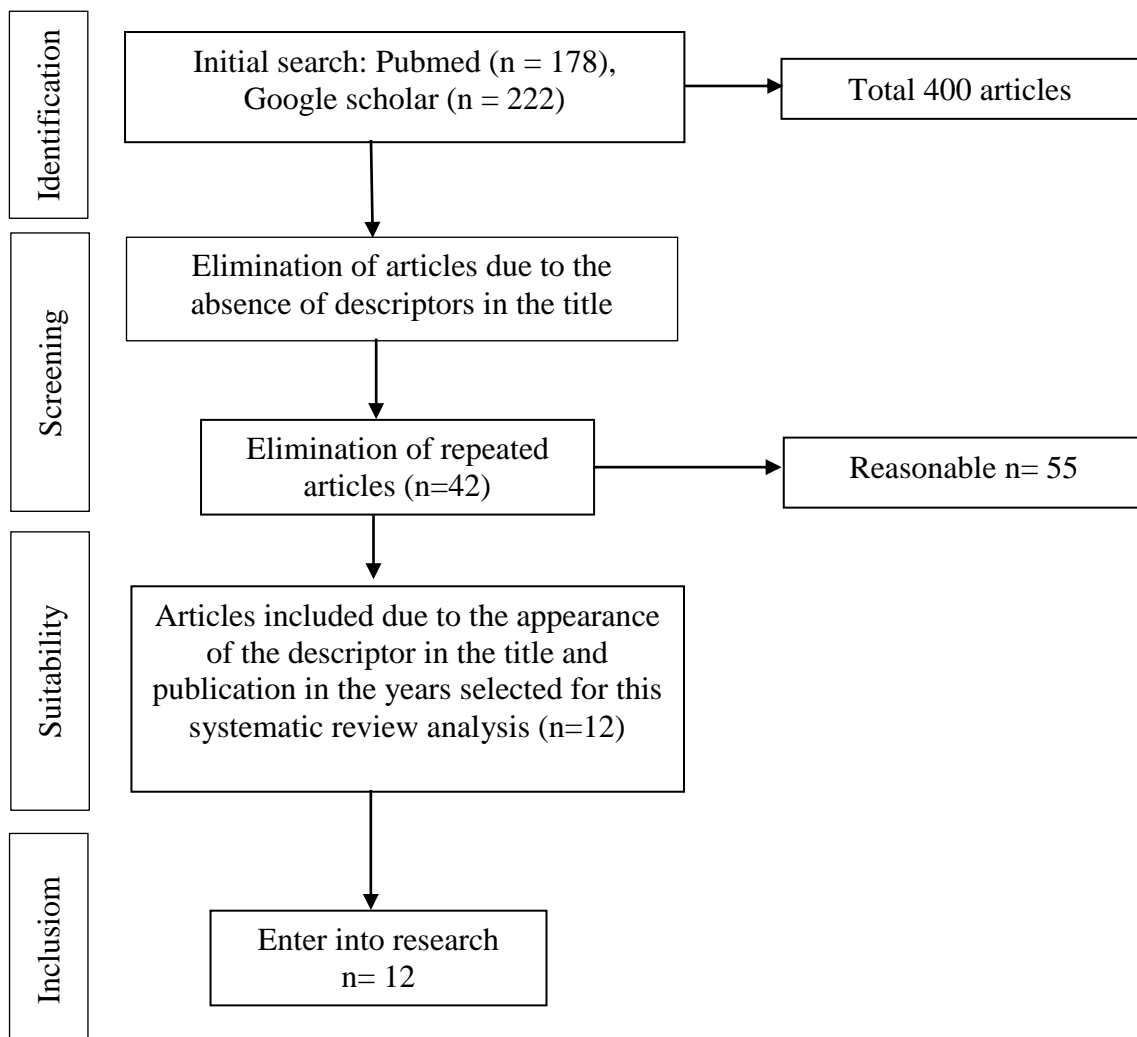 Identification
Initial search: Pubmed (n = 178),
Google scholar (n = 222)
Total 400 articles
Screening
Elimination of articles due to the
absence of descriptors in the title
Elimination of repeated
articles (n=42)
Reasonable n= 55
Suitability
Articles included due to the appearance
of the descriptor in the title and
publication in the years selected for this
systematic review analysis (n=12)
Inclusiom
Enter into research
n= 12